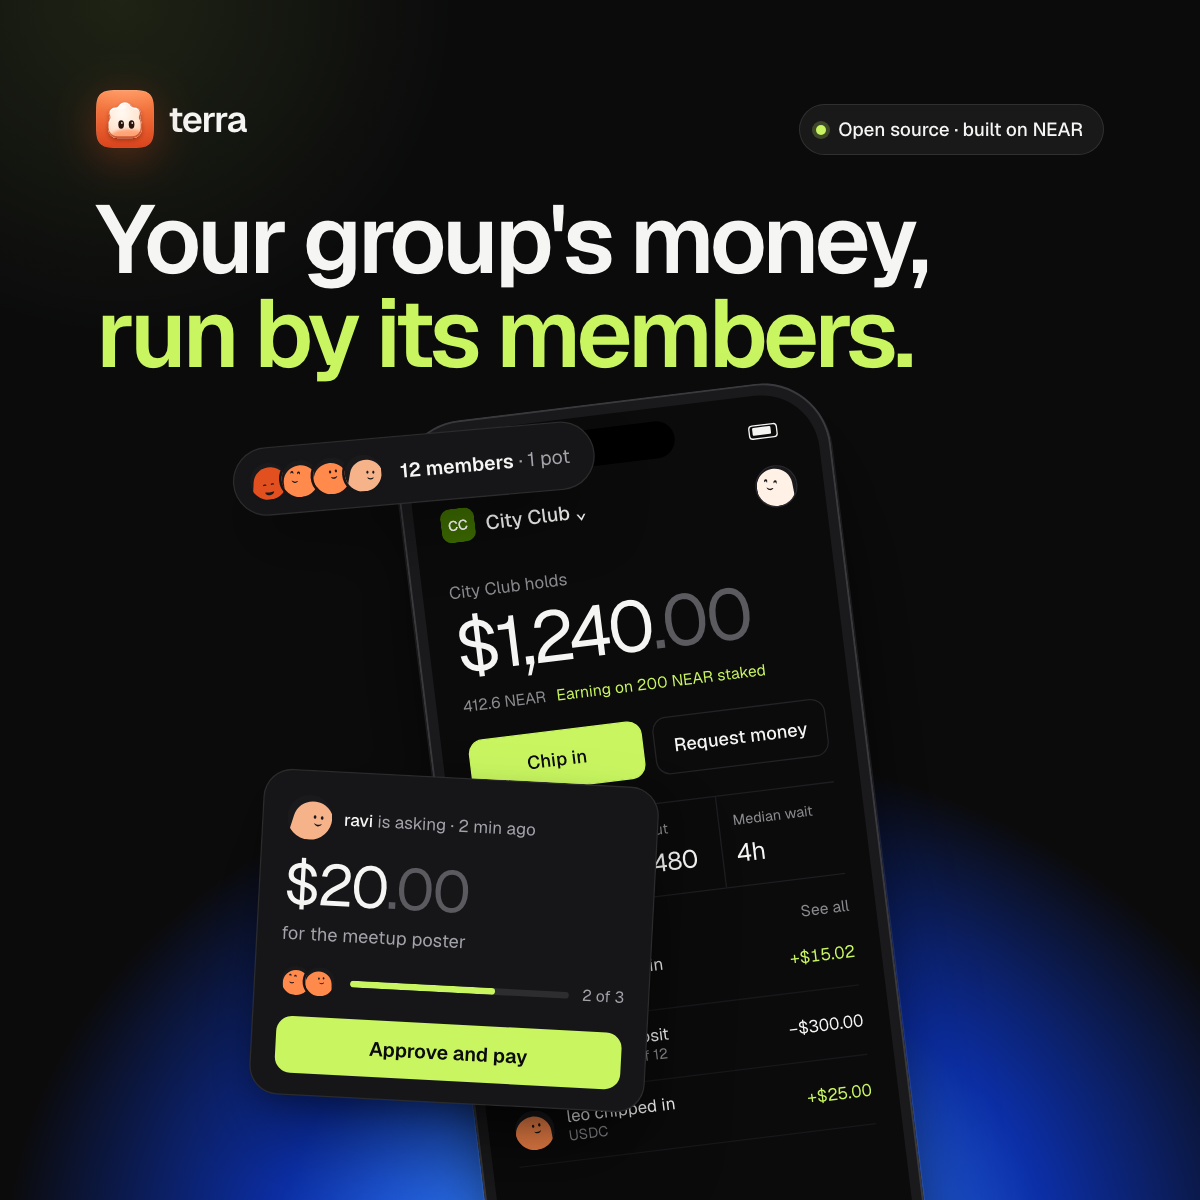 terra
Open source · built on NEAR
Your group's money,
run by its members.
12 members · 1 pot
CC City Club
City Club holds
$1,240.00
412.6 NEAR Earning on 200 NEAR staked
Chip in
Request money
Median wait
480
4h
See all
+$15.02
−$300.00
f 12
leo chipped in
+$25.00
USDC
ravi is asking · 2 min ago
$20.00
for the meetup poster
2 of 3
Approve and pay